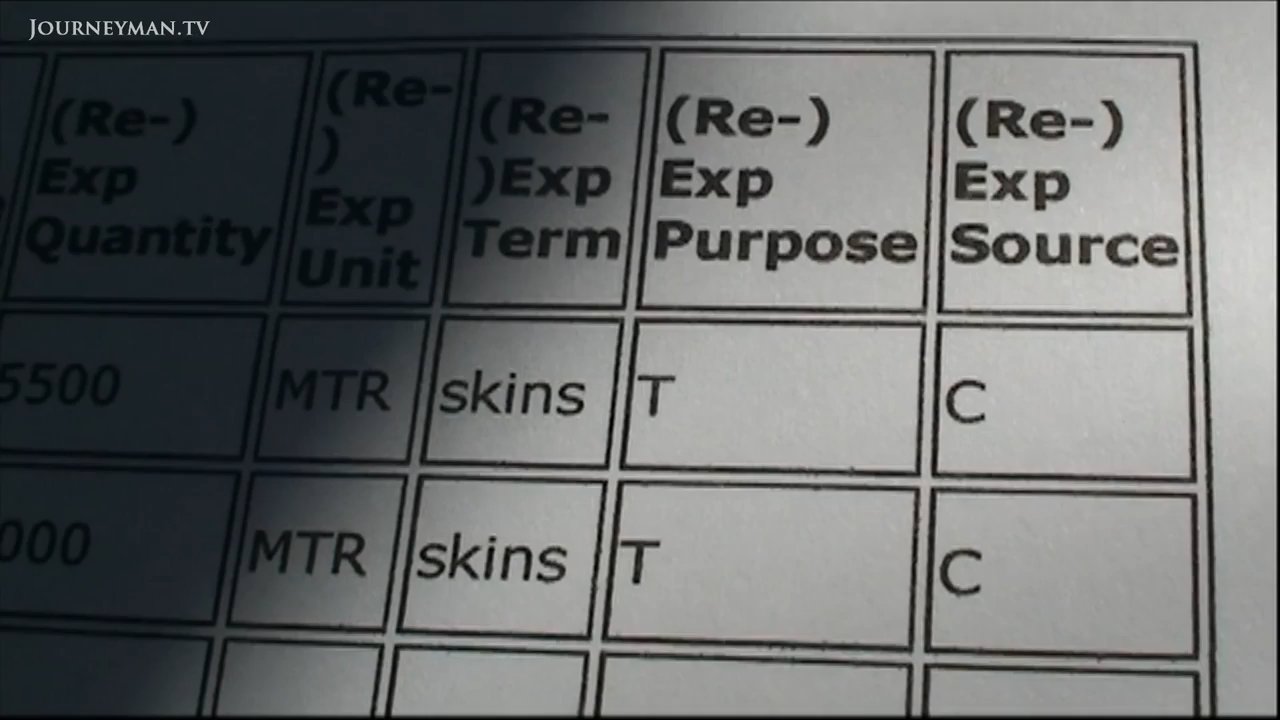 JOURNEYMAN.TV
(Re-)
Exp
Quantity
(Re-
)
Exp
Unit
(Re-
)Exp
Term
(Re-)
Exp
Purpose
(Re-)
Exp
Source
5500 MTR skins T C
000 MTR skins T C